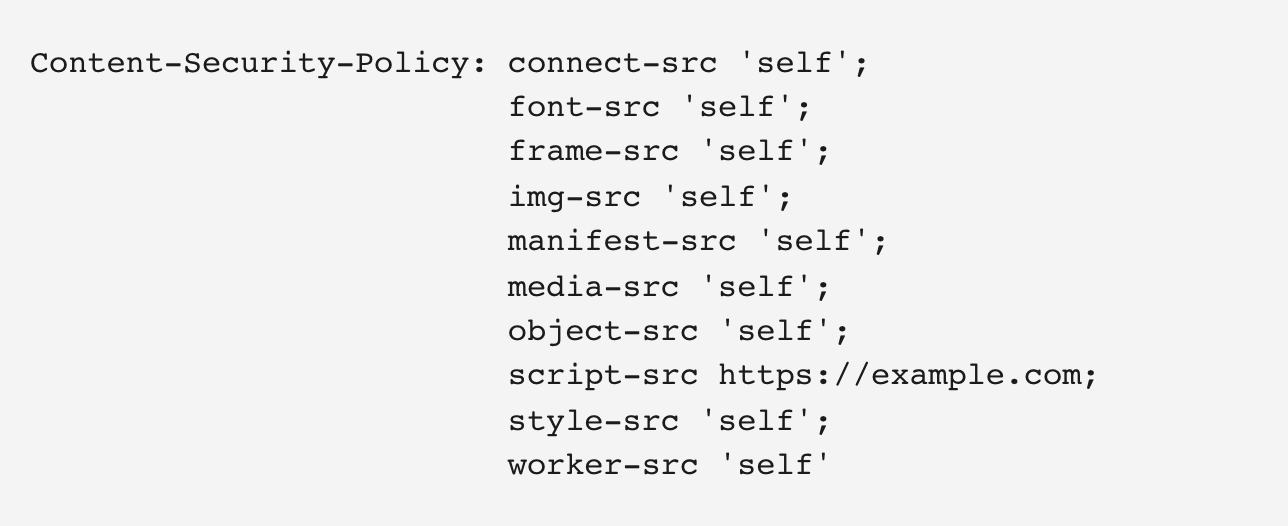 Content-Security-Policy: connect-src 'self';
font-src 'self';
frame-src 'self';
img-src 'self';
manifest-src 'self';
media-src 'self';
object-src 'self';
script-src https://example.com;
style-src 'self';
worker-src 'self'